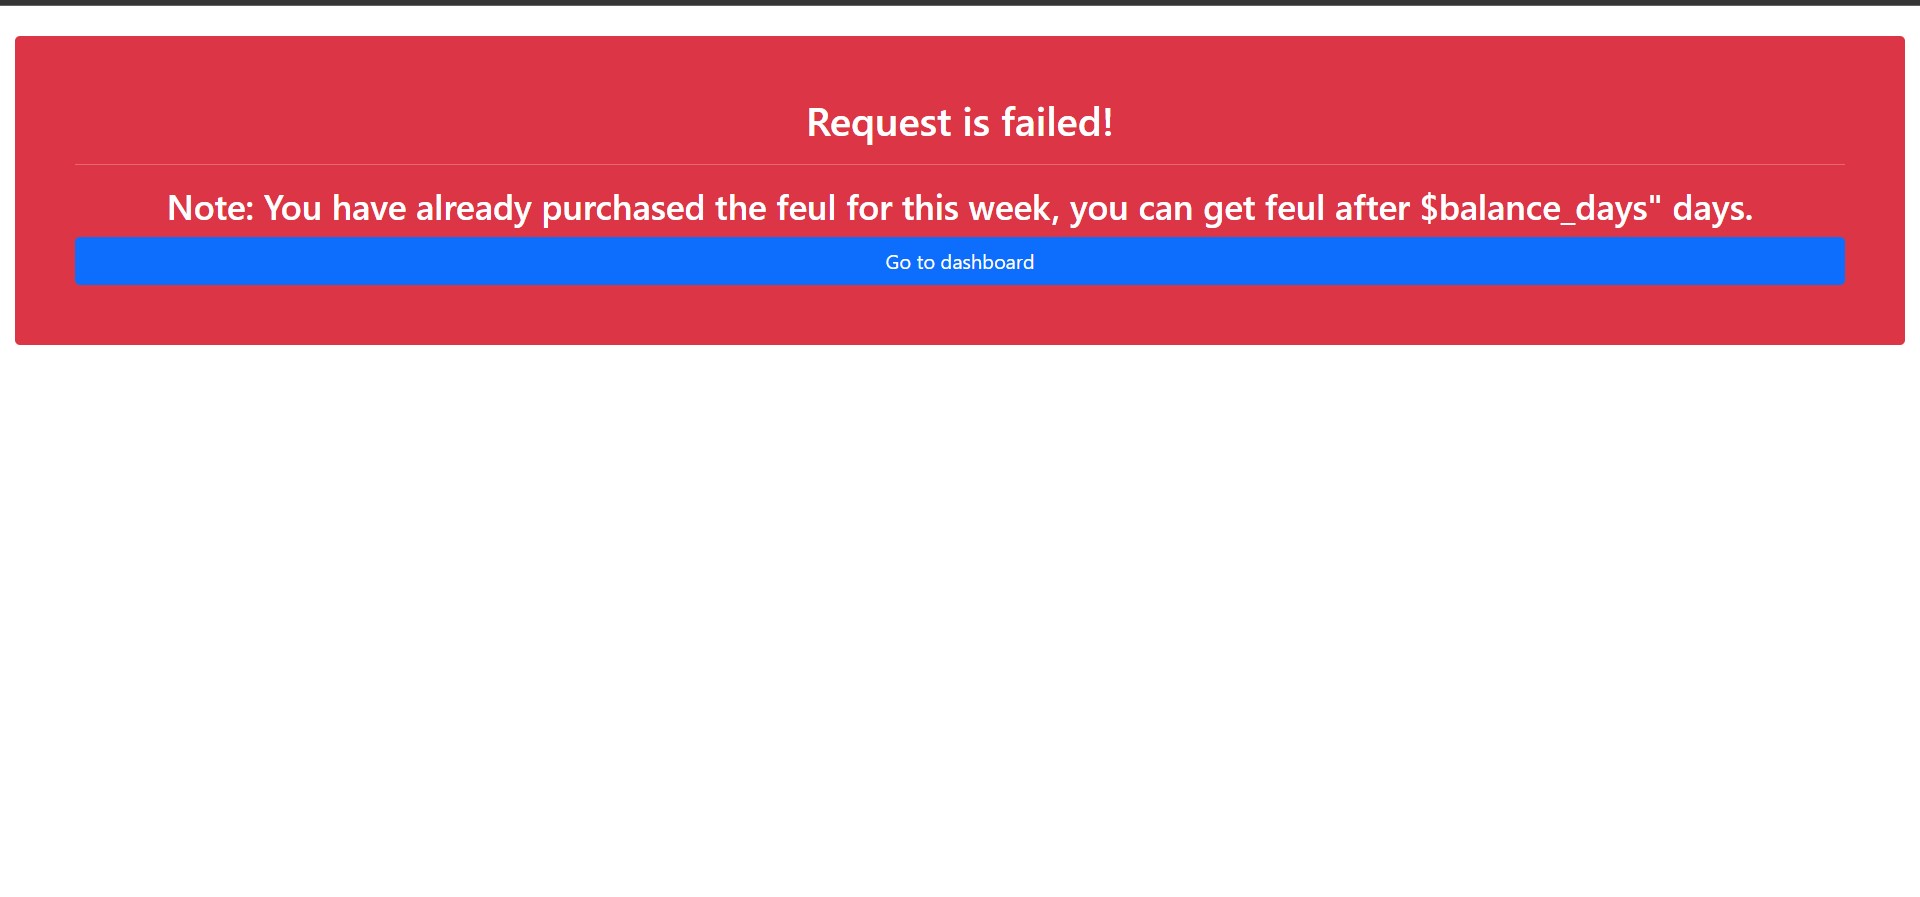 Request is failed!
Note: You have already purchased the feul for this week, you can get feul after $balance_days" days.
Go to dashboard